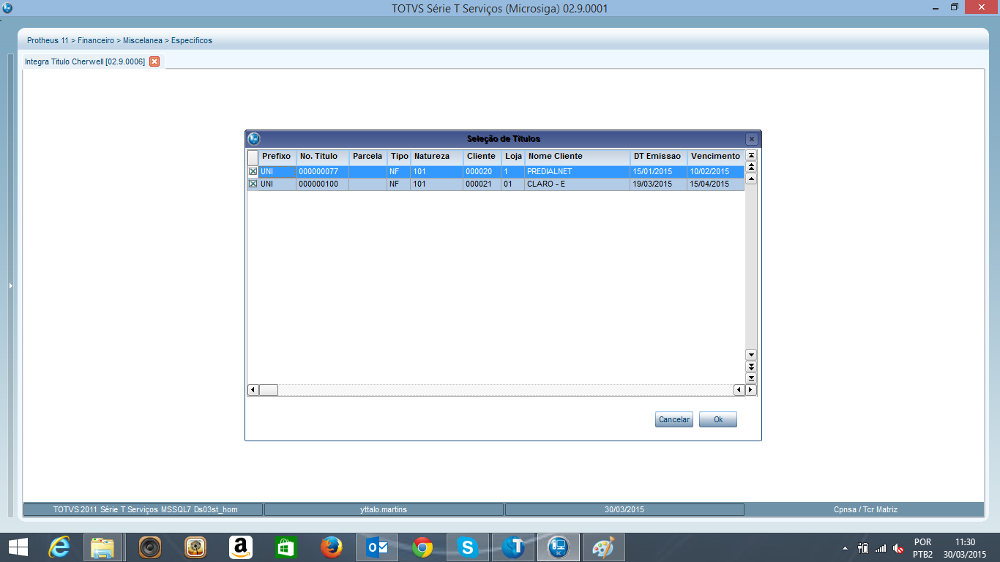 TOTVS Série T Serviços (Microsiga) 02.9.0001
Protheus 11 > Financeiro > Miscelanea > Especificos
Integra Titulo Cherwell [02.9.0006]
Seleção de Titulos
Prefixo No. Titulo Parcela Tipo Natureza Cliente Loja Nome Cliente DT Emissao Vencimento
UNI 000000077 NF 101 000020 1 PREDIALNET 15/01/2015 10/02/2015
UNI 000000100 NF 101 000021 01 CLARO - E 19/03/2015 15/04/2015
Cancelar Ok
TOTVS 2011 Série T Serviços MSSQL7 Ds03st_hom yttalo.martins 30/03/2015 Cpnsa / Tcr Matriz
POR 11:30
PTB2 30/03/2015